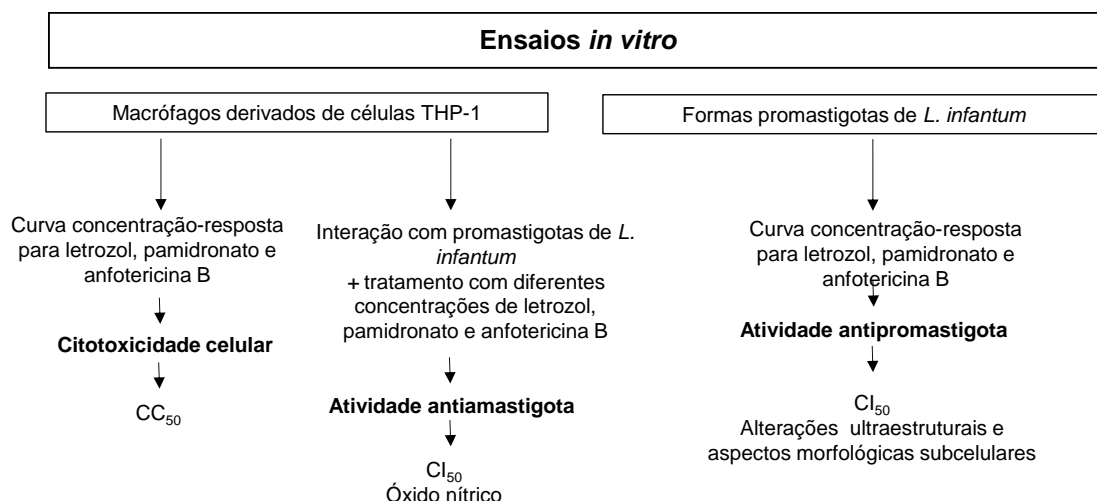 Ensaios in vitro
Macrófagos derivados de células THP-1
Formas promastigotas de L. infantum
Curva concentração-resposta
para letrozol, pamidronato e
anfotericina B
Citotoxicidade celular
CC50
Interação com promastigotas de L.
infantum
+ tratamento com diferentes
concentrações de letrozol,
pamidronato e anfotericina B
Atividade antiamastigota
CI50
Óxido nítrico
Curva concentração-resposta
para letrozol, pamidronato e
anfotericina B
Atividade antipromastigota
CI50
Alterações ultraestruturais e
aspectos morfológicas subcelulares